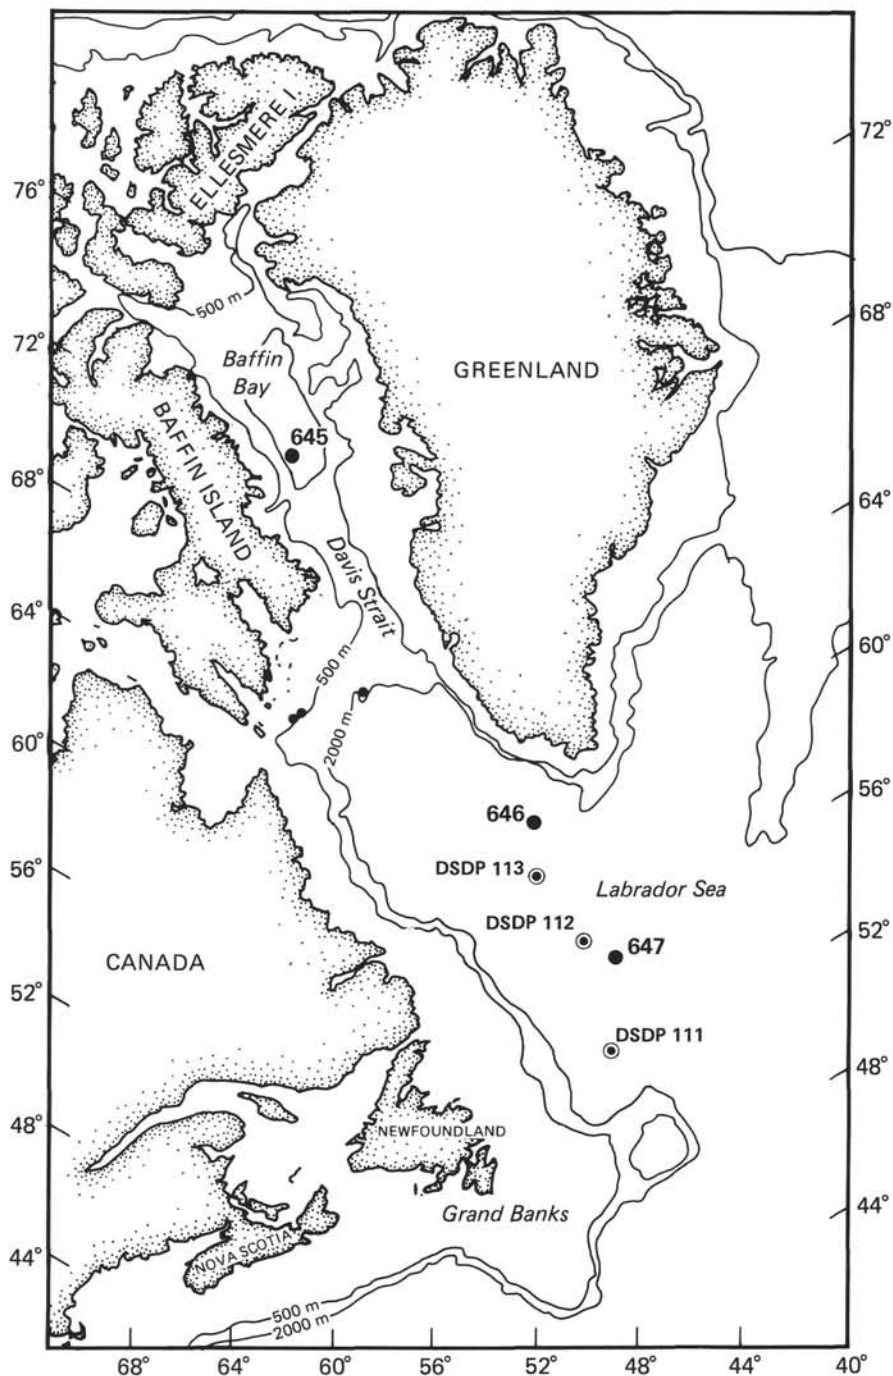 72°
76°
ELLESMERE I.
500 m
68°
72°
Baffin
Bay
GREENLAND
645
BAFFIN ISLAND
68°
64°
Davis Strait
64°
60°
500 m
2000 m
60°
56°
646
56°
DSDP 113
Labrador Sea
DSDP 112
52°
647
CANADA
52°
DSDP 111
48°
48°
NEWFOUNDLAND
Grand Banks
44°
NOVA SCOTIA
44°
500 m
2000 m
68°
64°
60°
56°
52°
48°
44°
40°